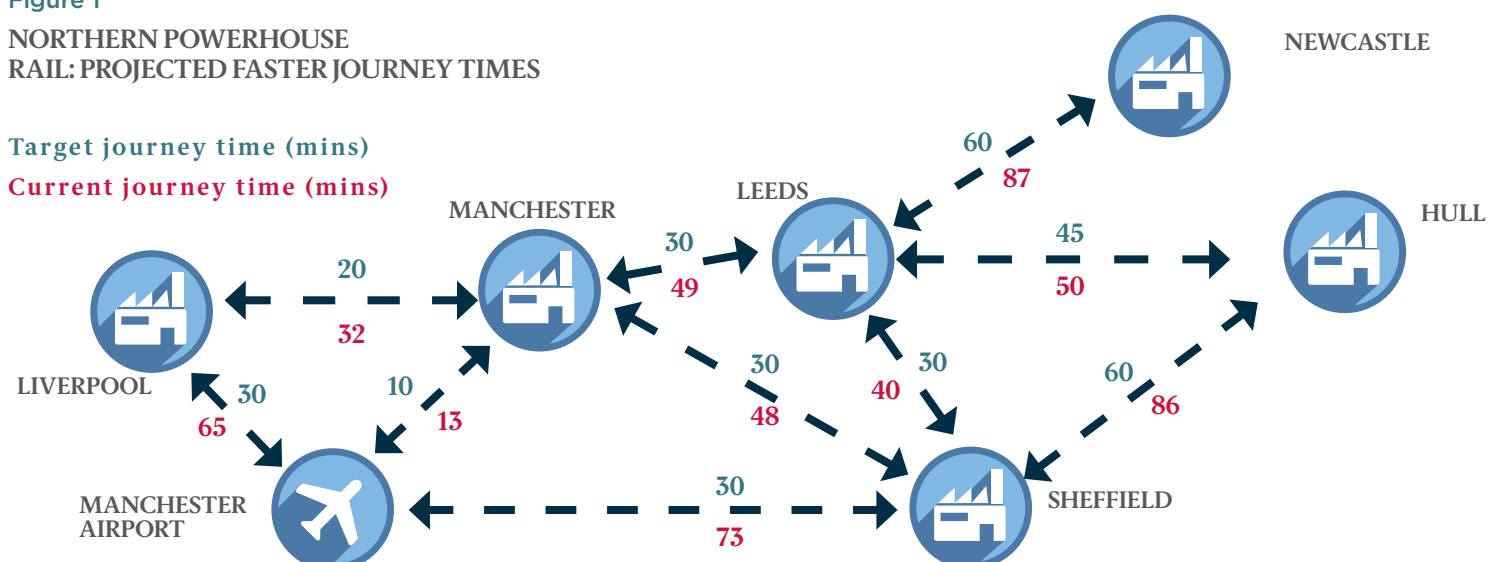 Figure 1
NORTHERN POWERHOUSE
RAIL: PROJECTED FASTER JOURNEY TIMES
Target journey time (mins)
Current journey time (mins)
NEWCASTLE
60
87
LEEDS
MANCHESTER
HULL
30
49
45
50
20
32
LIVERPOOL
30
65
10
13
30
48
30
40
60
86
MANCHESTER
AIRPORT
30
73
SHEFFIELD